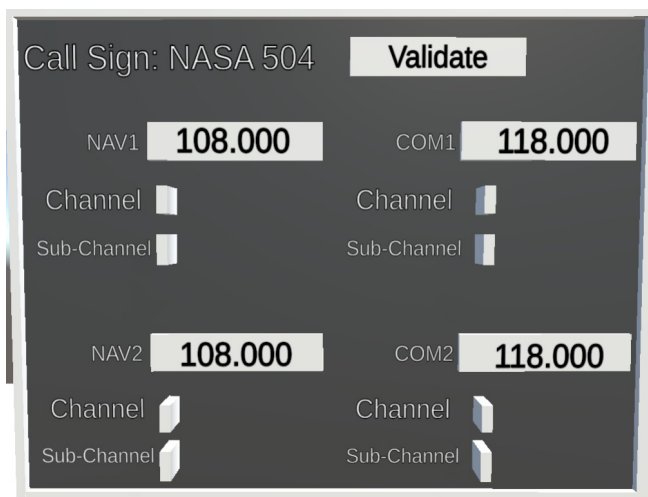 Call Sign: NASA 504 Validate
NAV1 108.000 COM1 118.000
Channel Channel
Sub-Channel Sub-Channel
NAV2 108.000 COM2 118.000
Channel Channel
Sub-Channel Sub-Channel